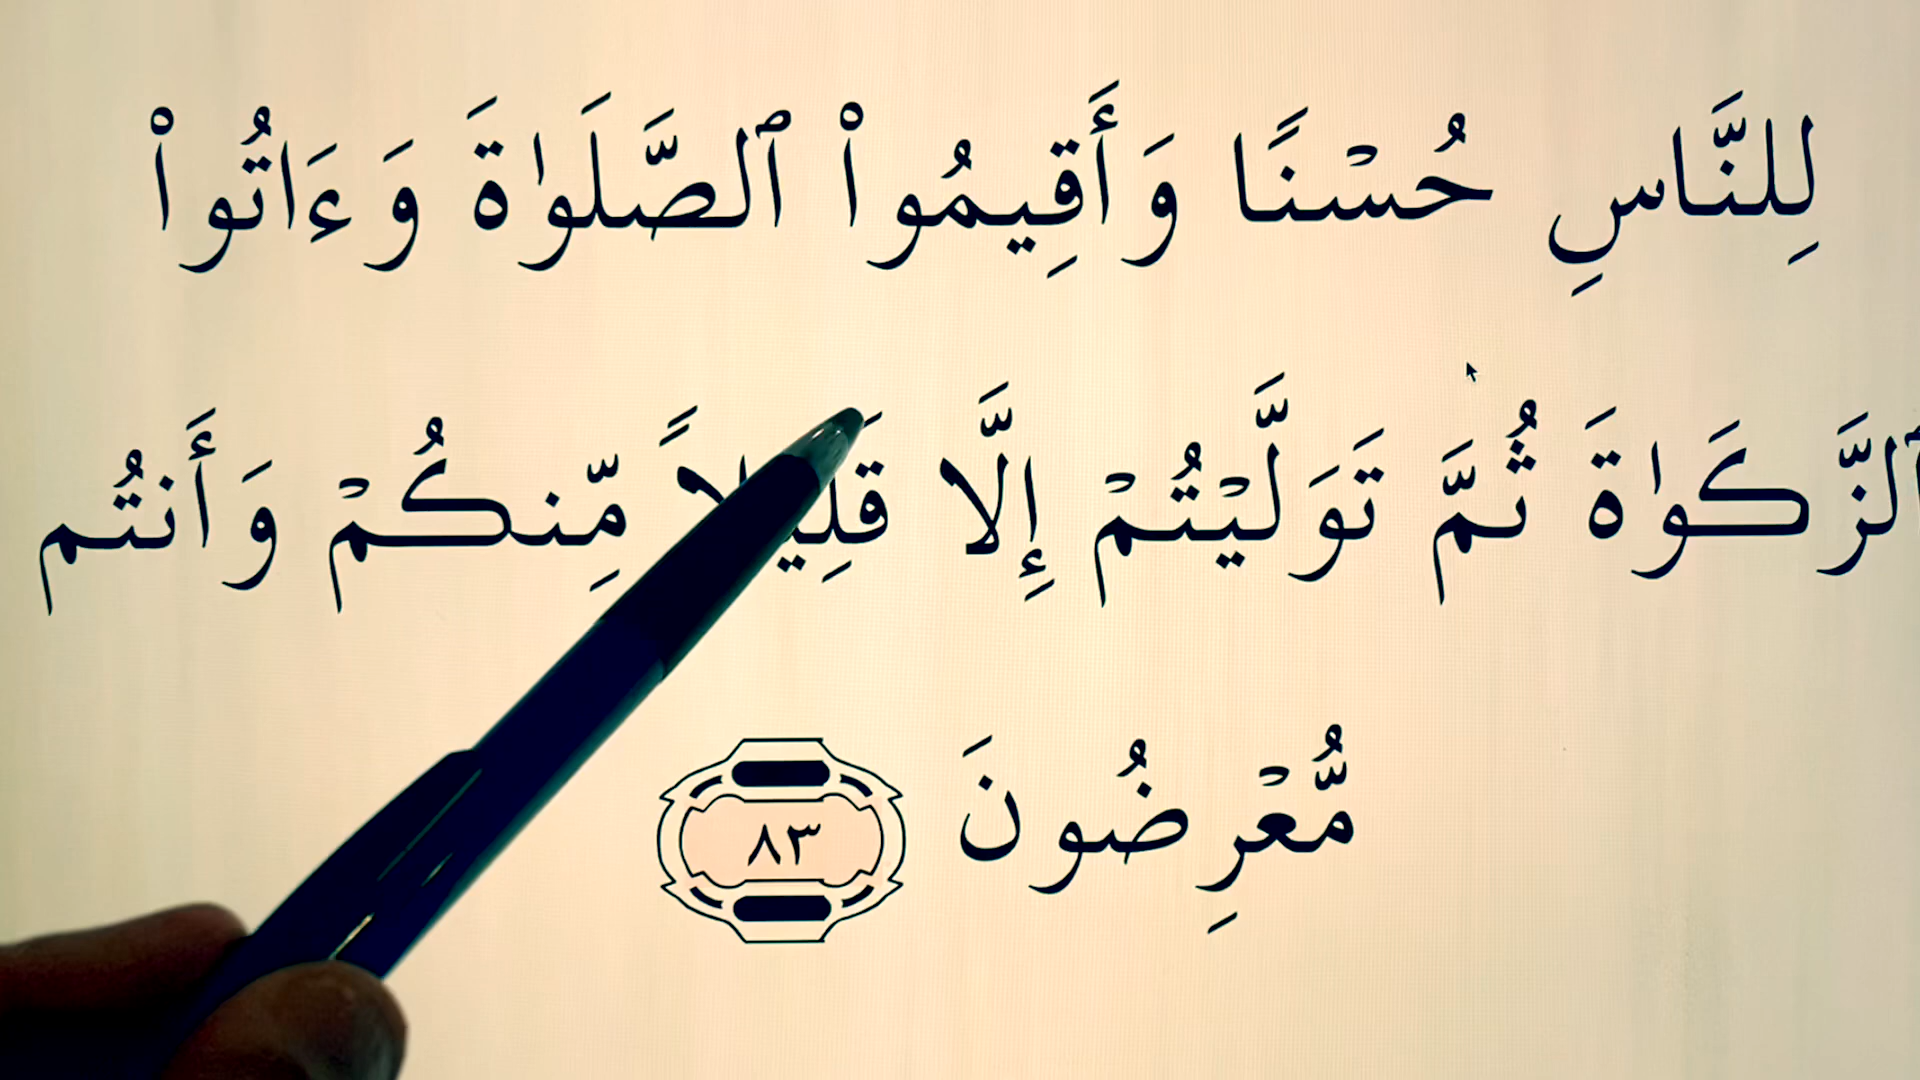 لِلنَّاسِ حُسْنًا وَأَقِيمُوا۟ ٱلصَّلَوٰةَ وَءَاتُوا۟
ٱلزَّكَوٰةَ ثُمَّ تَوَلَّيْتُمْ إِلَّا قَلِيلًا مِّنكُمْ وَأَنتُم
مُّعْرِضُونَ ٨٣